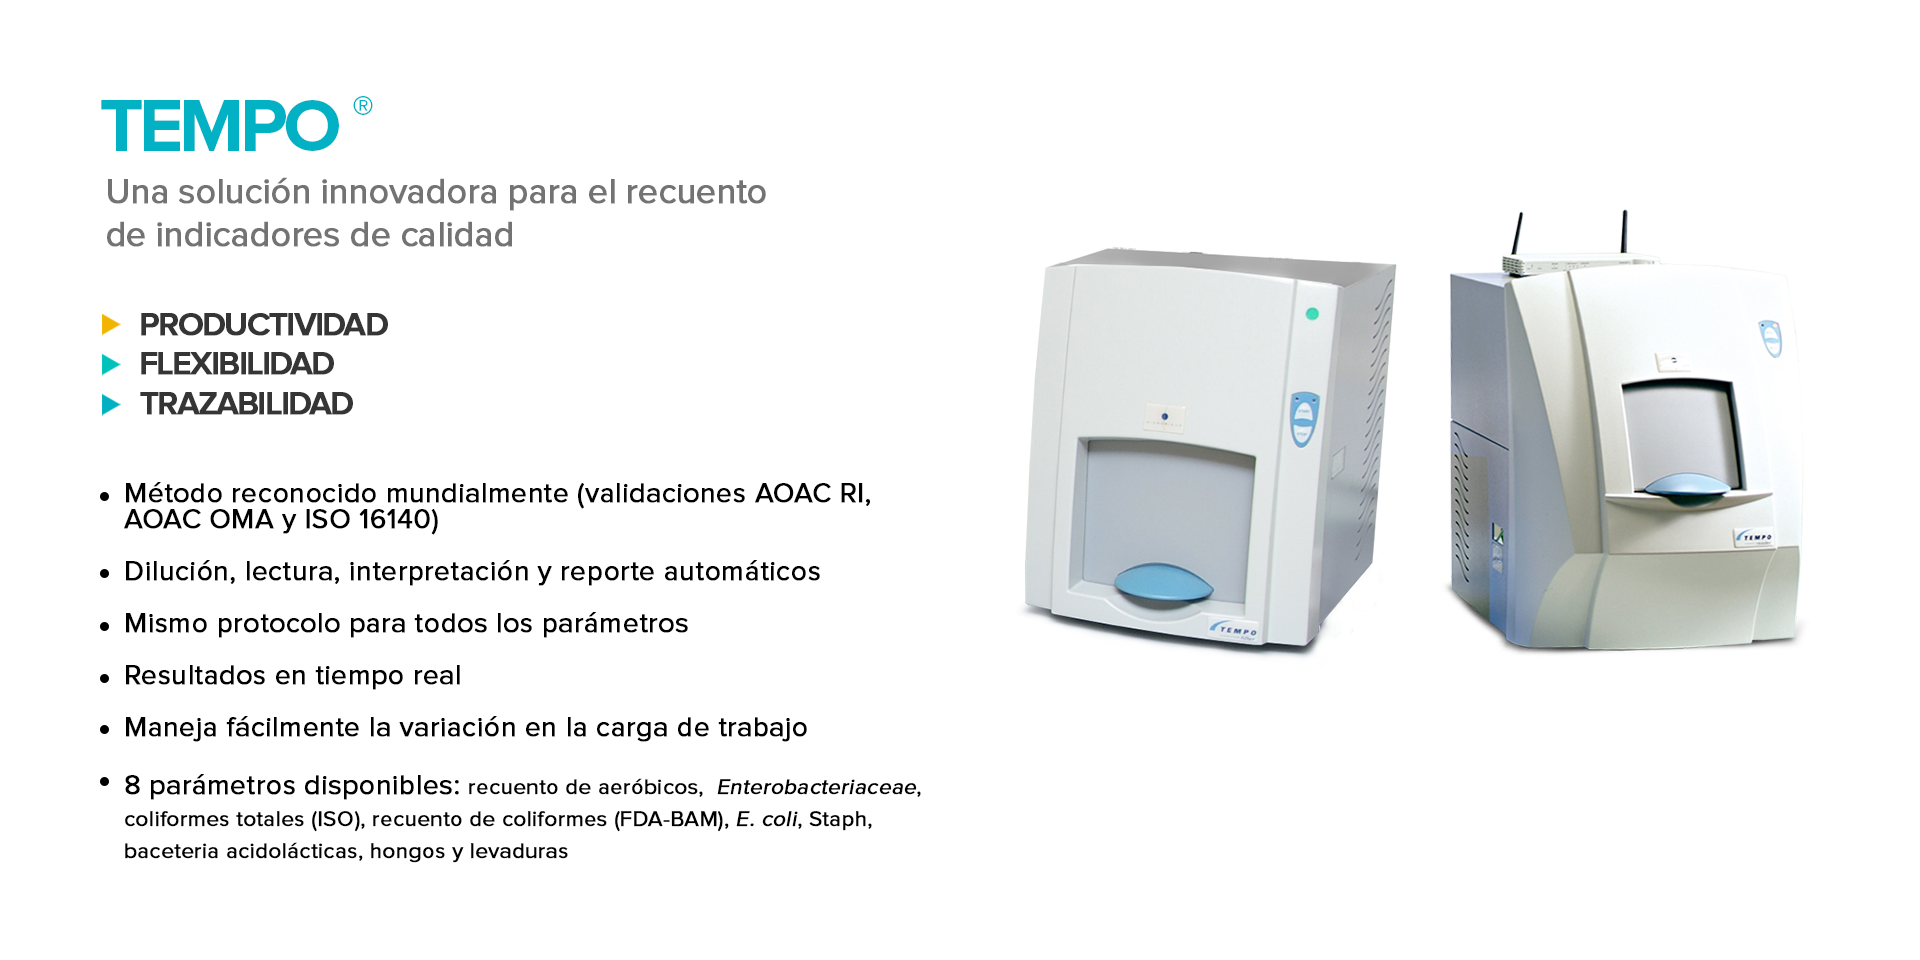 TEMPO ®
Una solución innovadora para el recuento
de indicadores de calidad
PRODUCTIVIDAD
FLEXIBILIDAD
TRAZABILIDAD
• Método reconocido mundialmente (validaciones AOAC RI,
AOAC OMA y ISO 16140)
• Dilución, lectura, interpretación y reporte automáticos
• Mismo protocolo para todos los parámetros
• Resultados en tiempo real
• Maneja fácilmente la variación en la carga de trabajo
• 8 parámetros disponibles: recuento de aeróbicos, Enterobacteriaceae,
coliformes totales (ISO), recuento de coliformes (FDA-BAM), E. coli, Staph,
baceteria acidolácticas, hongos y levaduras
TEMPO
TEMPO